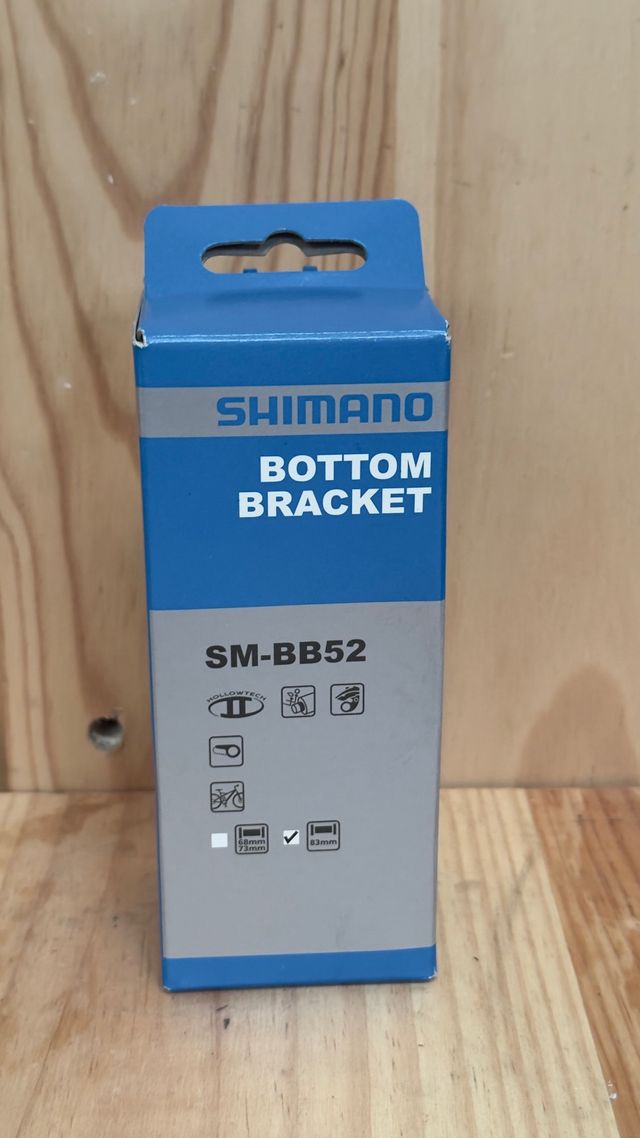 SHIMANO
BOTTOM
BRACKET
SM-BB52
HOLLOWTECH
II
68mm
73mm
83mm